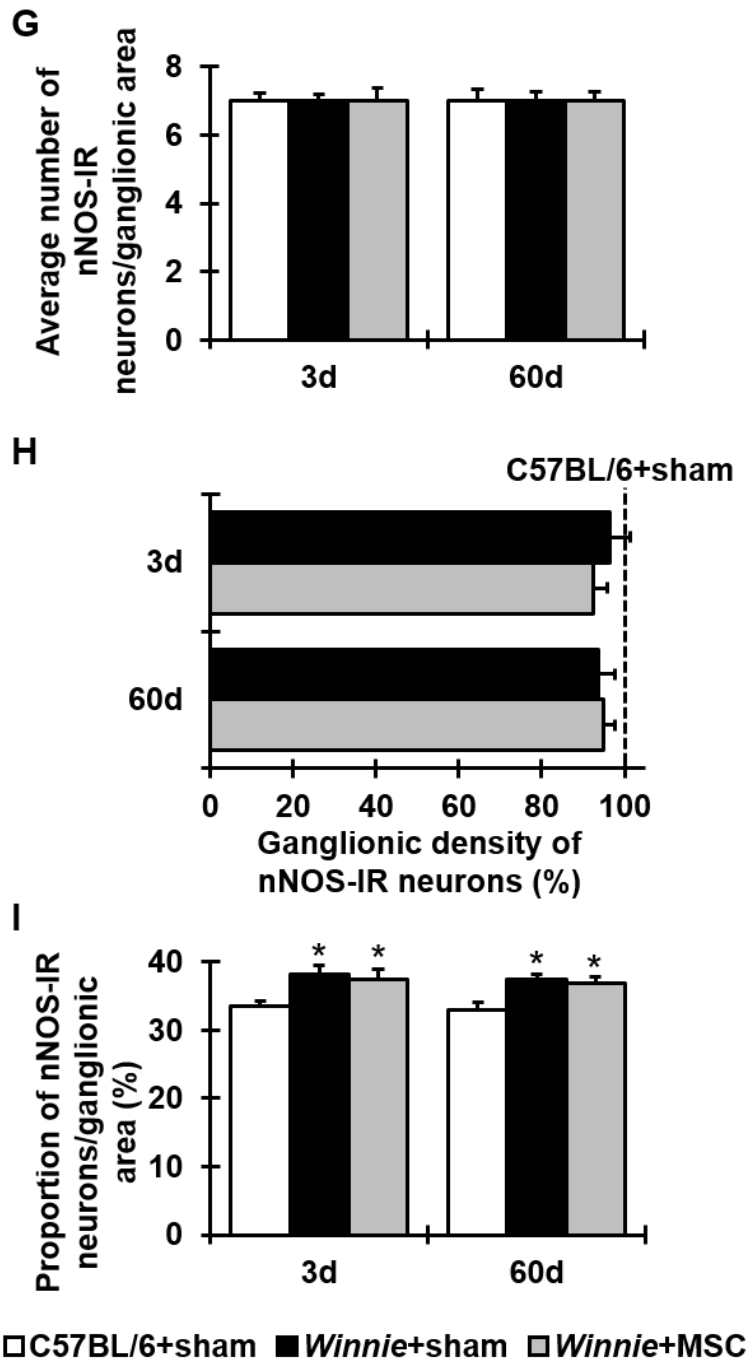 G
Average number of
nNOS-IR
neurons/ganglionic area
8
6
4
2
0
3d 60d
H
C57BL/6+sham
3d
60d
0 20 40 60 80 100
Ganglionic density of
nNOS-IR neurons (%)
I
Proportion of nNOS-IR
neurons/ganglionic
area (%)
40
30
20
10
0
* * * *
3d 60d
C57BL/6+sham Winnie+sham Winnie+MSC